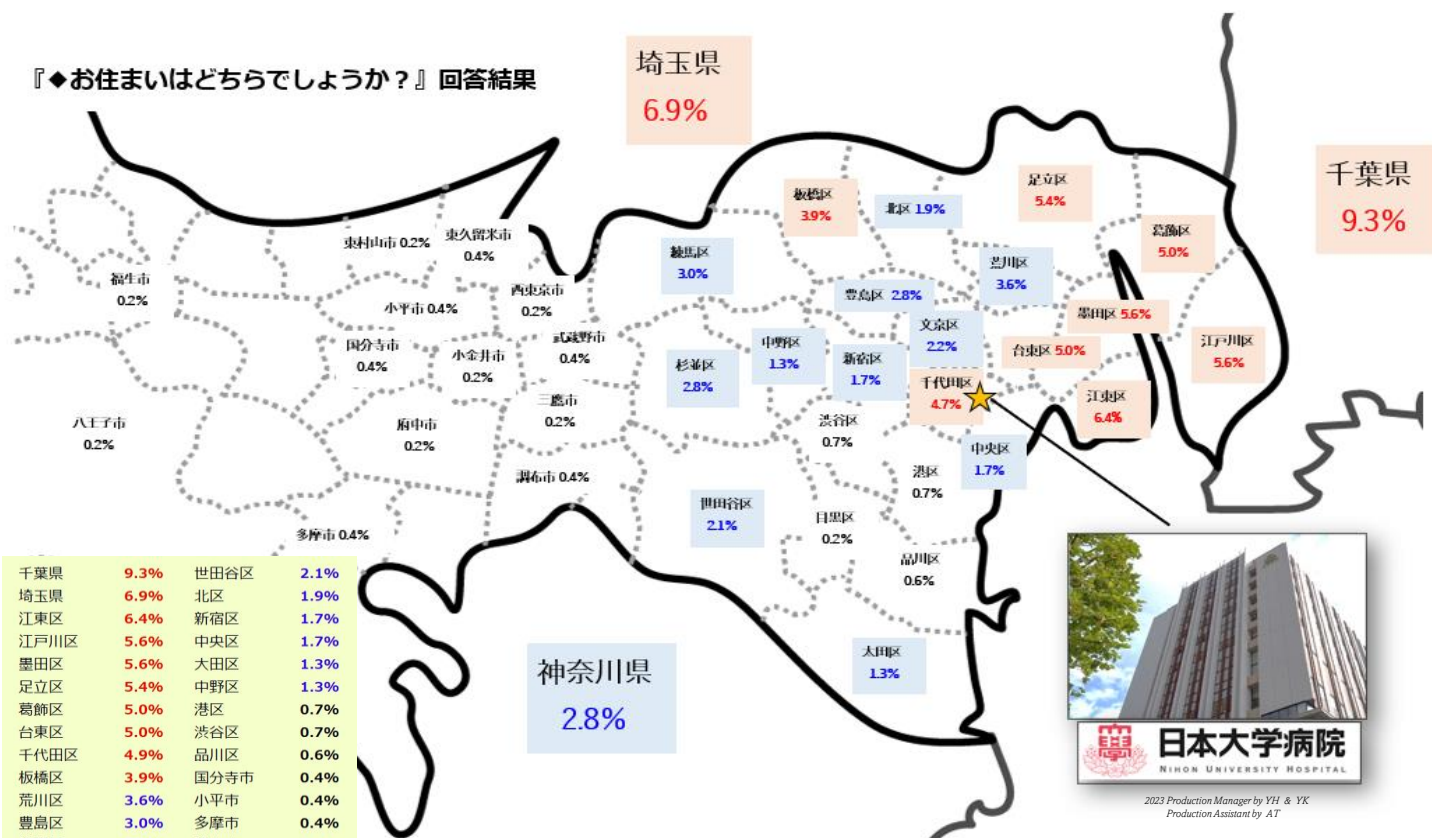 『◆お住まいはどちらでしょうか？』回答結果
埼玉県
6.9%
千葉県
9.3%
板橋区
3.9%
北区 1.9%
足立区
5.4%
葛飾区
5.0%
東村山市 0.2%
東久留米市
0.4%
練馬区
3.0%
荒川区
3.6%
福生市
0.2%
小平市 0.4%
西東京市
0.2%
豊島区 2.8%
墨田区 5.6%
国分寺市
0.4%
小金井市
0.2%
武蔵野市
0.4%
杉並区
2.8%
中野区
1.3%
新宿区
1.7%
文京区
2.2%
台東区 5.0%
江戸川区
5.6%
千代田区
4.7%
江東区
6.4%
八王子市
0.2%
府中市
0.2%
三鷹市
0.2%
渋谷区
0.7%
中央区
1.7%
調布市 0.4%
港区
0.7%
世田谷区
2.1%
目黒区
0.2%
多摩市 0.4%
品川区
0.6%
大田区
1.3%
神奈川県
2.8%
千葉県 9.3% 世田谷区 2.1%
埼玉県 6.9% 北区 1.9%
江東区 6.4% 新宿区 1.7%
江戸川区 5.6% 中央区 1.7%
墨田区 5.6% 大田区 1.3%
足立区 5.4% 中野区 1.3%
葛飾区 5.0% 港区 0.7%
台東区 5.0% 渋谷区 0.7%
千代田区 4.9% 品川区 0.6%
板橋区 3.9% 国分寺市 0.4%
荒川区 3.6% 小平市 0.4%
豊島区 3.0% 多摩市 0.4%
日本大学病院
NIHON UNIVERSITY HOSPITAL
2023 Production Manager by YH & YK
Production Assistant by AT